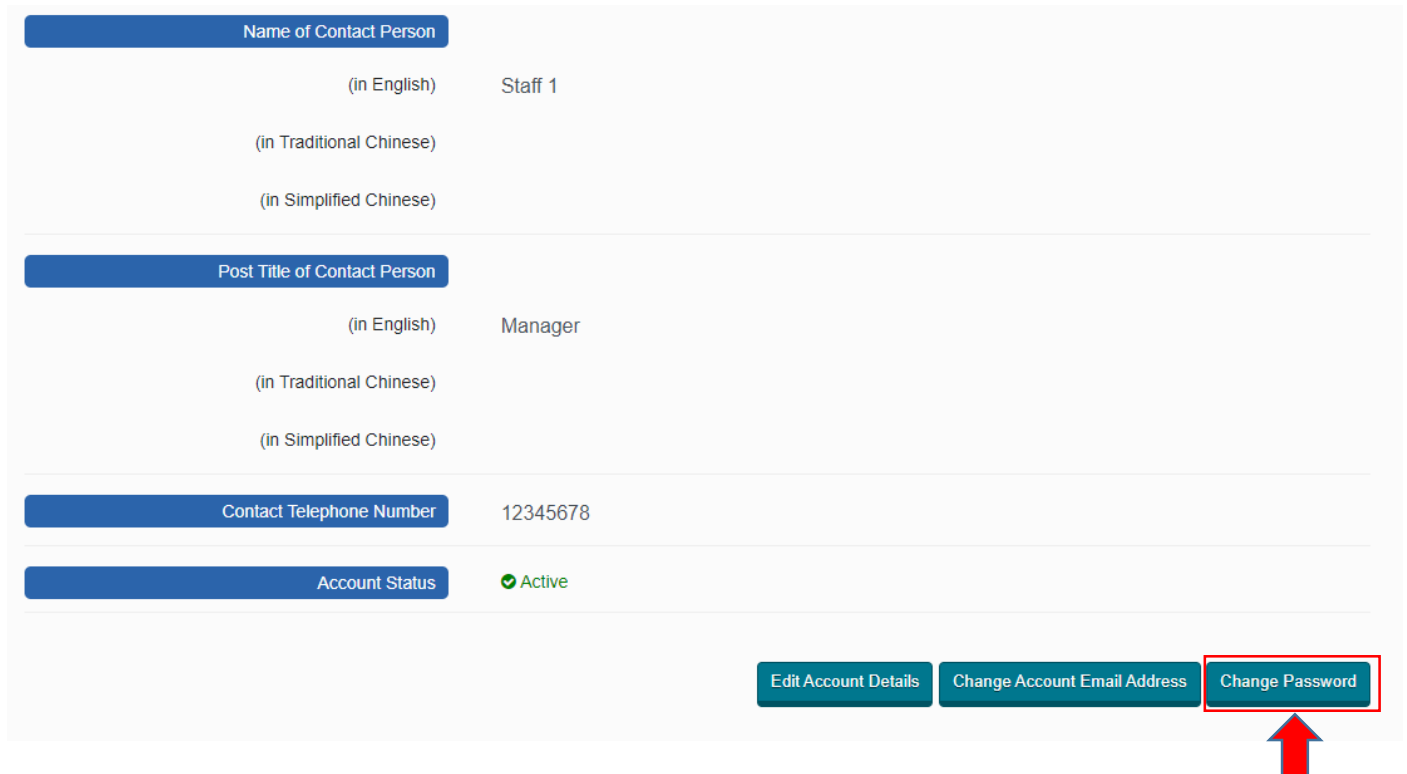 Name of Contact Person
(in English) Staff 1
(in Traditional Chinese)
(in Simplified Chinese)
Post Title of Contact Person
(in English) Manager
(in Traditional Chinese)
(in Simplified Chinese)
Contact Telephone Number 12345678
Account Status Active
Edit Account Details Change Account Email Address Change Password